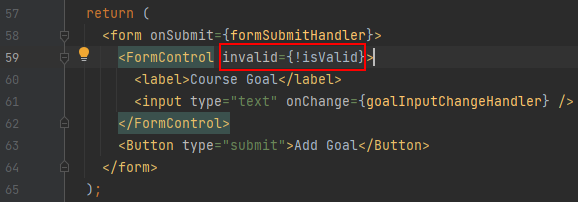 57 return (
58 <form onSubmit={formSubmitHandler}>
59 <FormControl invalid={!isValid}>
60 <label>Course Goal</label>
61 <input type="text" onChange={goalInputChangeHandler} />
62 </FormControl>
63 <Button type="submit">Add Goal</Button>
64 </form>
65 );